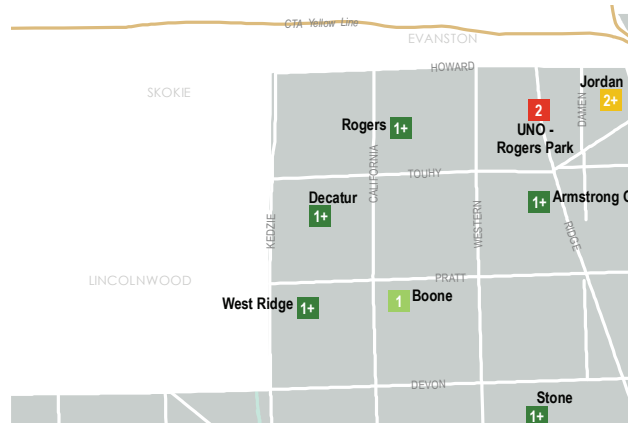 CTA Yellow Line
EVANSTON
HOWARD
SKOKIE
Jordan
2+
DAMEN
2
UNO -
Rogers Park
Rogers
1+
CALIFORNIA
TOUHY
Decatur
1+
Armstrong
1+
KEDZIE
WESTERN
RIDGE
LINCOLNWOOD
PRATT
West Ridge
1+
1
Boone
DEVON
Stone
1+